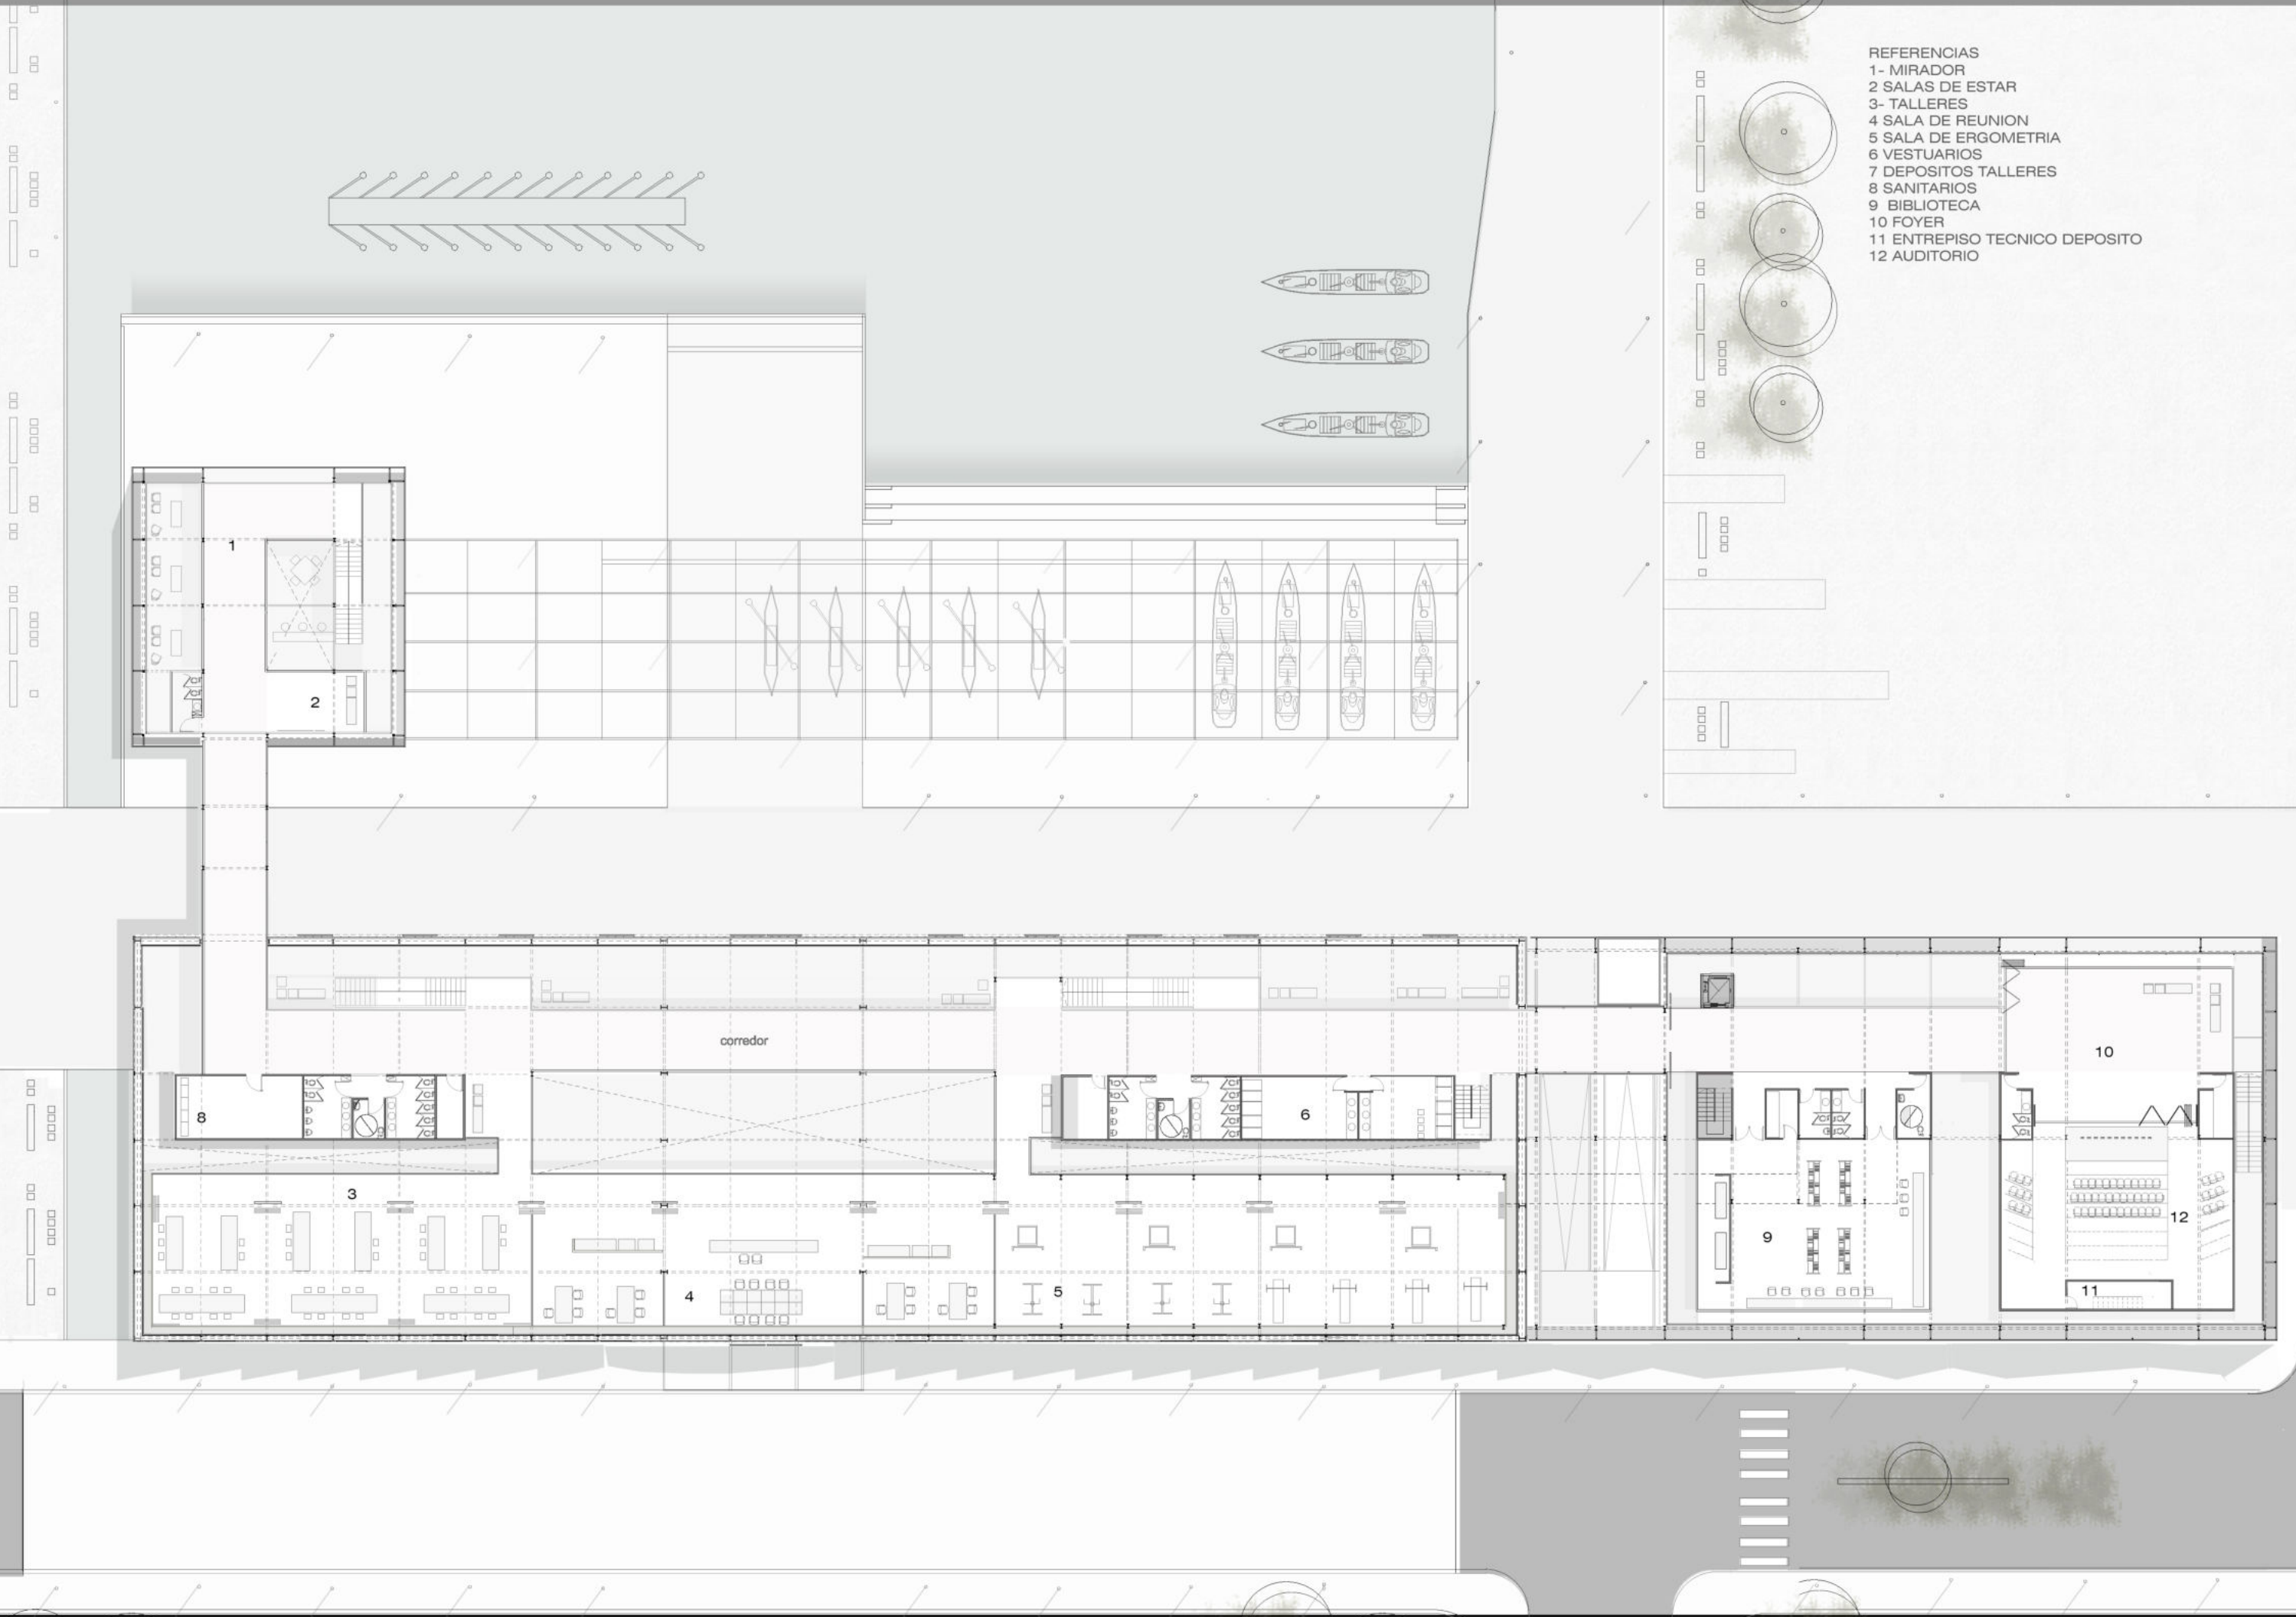 REFERENCIAS
1- MIRADOR
2 SALAS DE ESTAR
3- TALLERES
4 SALA DE REUNION
5 SALA DE ERGOMETRIA
6 VESTUARIOS
7 DEPOSITOS TALLERES
8 SANITARIOS
9 BIBLIOTECA
10 FOYER
11 ENTREPISO TECNICO DEPOSITO
12 AUDITORIO
1
2
corredor
10
8
6
3
12
9
5
4
11